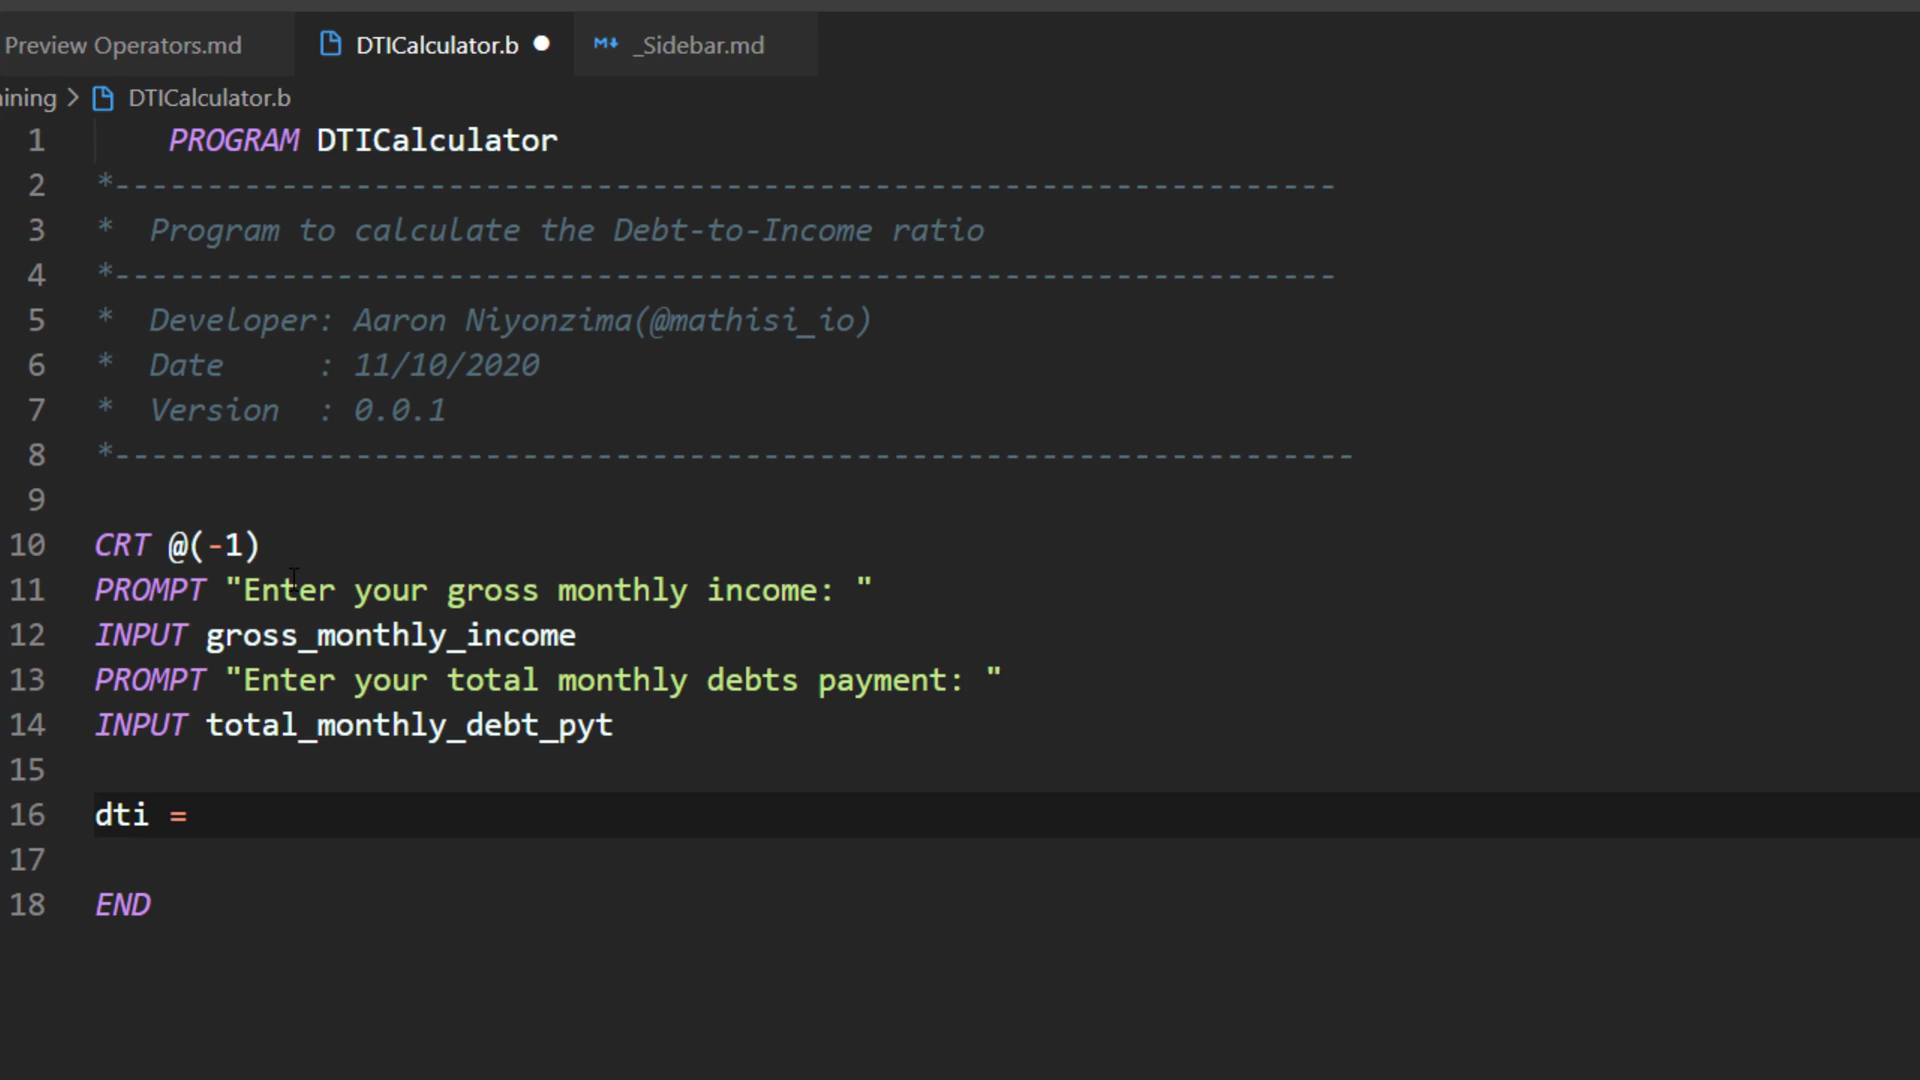 Preview Operators.md DTICalculator.b _Sidebar.md
DTICalculator.b
1 PROGRAM DTICalculator
2 *------------------------------------------------------------------
3 * Program to calculate the Debt-to-Income ratio
4 *------------------------------------------------------------------
5 * Developer: Aaron Niyonzima(@mathisi_io)
6 * Date : 11/10/2020
7 * Version : 0.0.1
8 *-------------------------------------------------------------------
9
10 CRT @(-1)
11 PROMPT "Enter your gross monthly income: "
12 INPUT gross_monthly_income
13 PROMPT "Enter your total monthly debts payment: "
14 INPUT total_monthly_debt_pyt
15
16 dti =
17
18 END